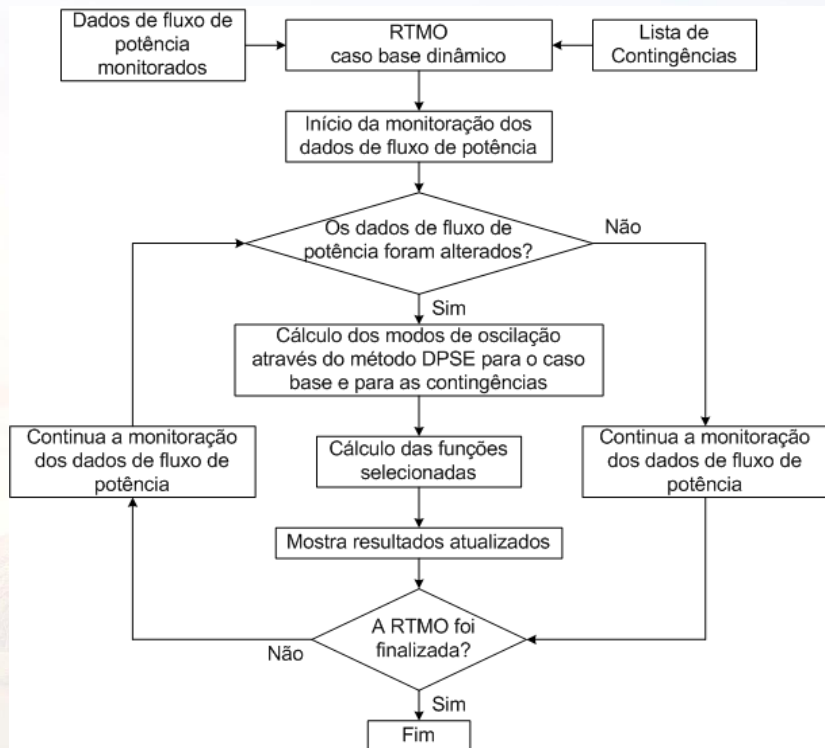 Dados de fluxo de
potência
monitorados
RTMO
caso base dinâmico
Lista de
Contingências
Início da monitoração dos
dados de fluxo de potência
Os dados de fluxo de
potência foram alterados?
Não
Sim
Cálculo dos modos de oscilação
através do método DPSE para o caso
base e para as contingências
Continua a monitoração
dos dados de fluxo de
potência
Cálculo das funções
selecionadas
Continua a monitoração
dos dados de fluxo de
potência
Mostra resultados atualizados
A RTMO foi
finalizada?
Não
Sim
Fim